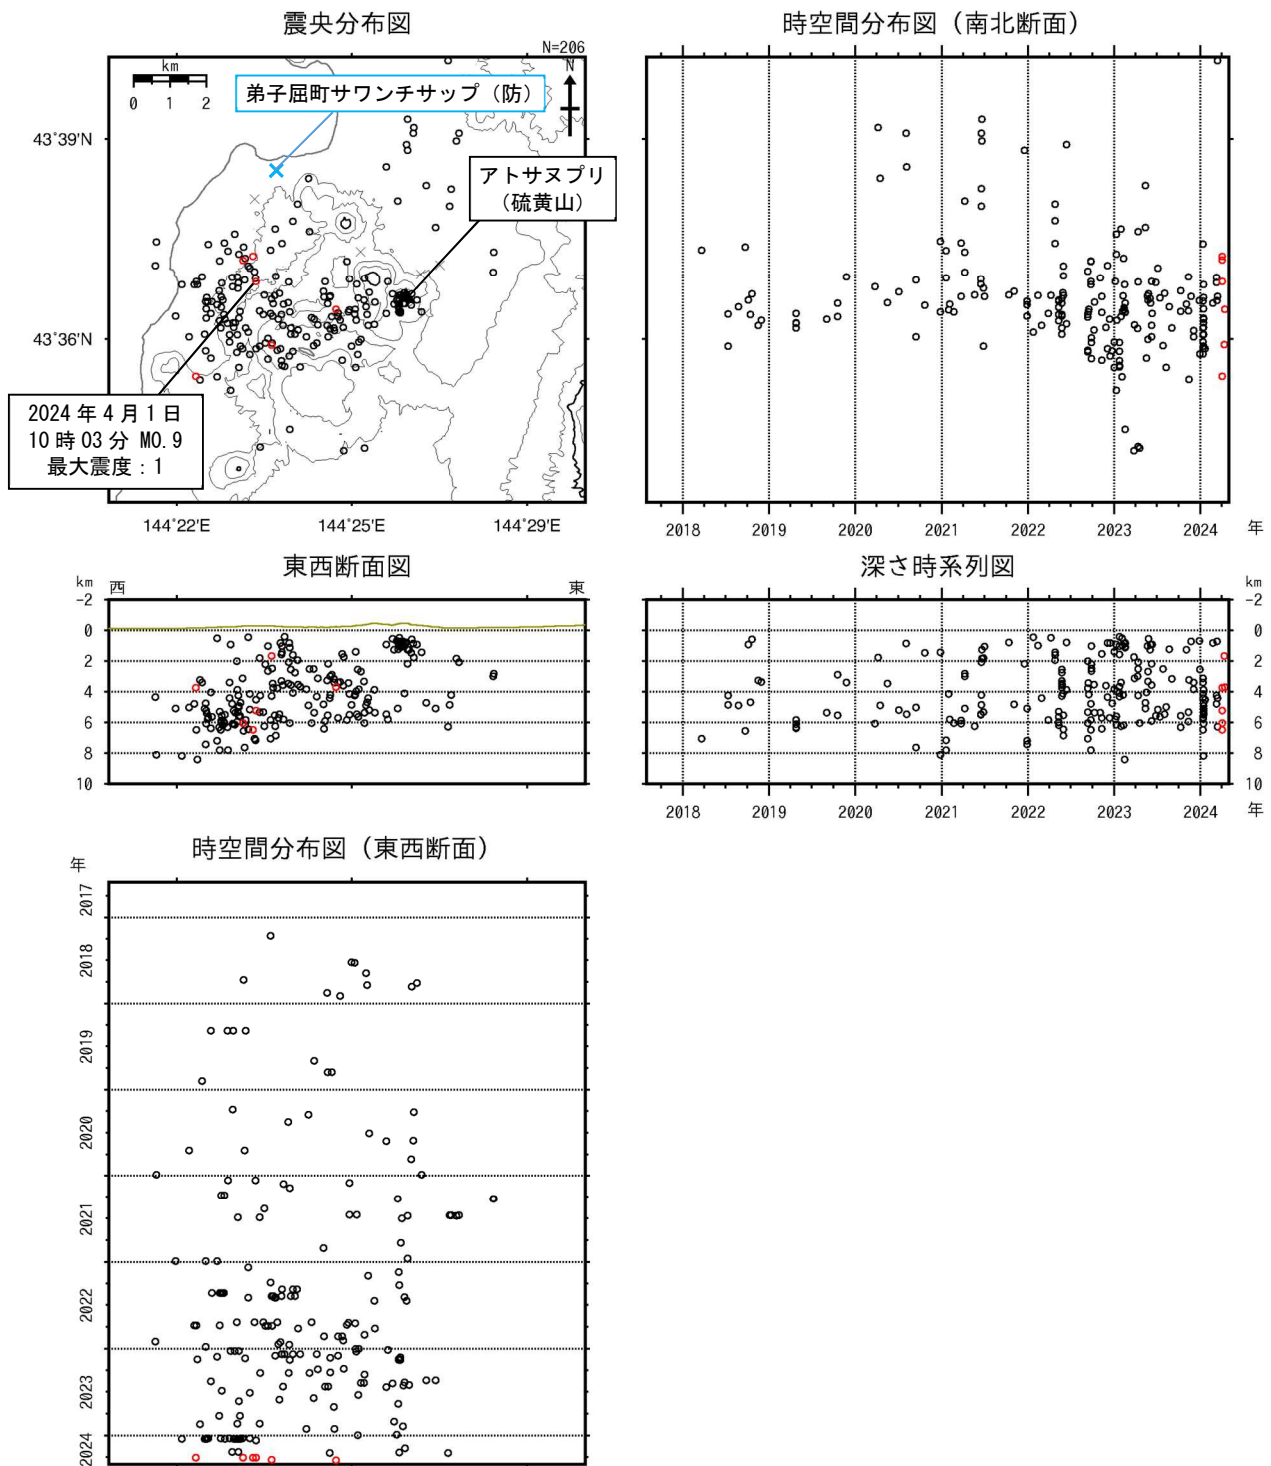 震央分布図
N=206
km
0 1 2
N
弟子屈町サワンチサップ（防）
アトサヌプリ
（硫黄山）
43°39'N
43°36'N
2024 年 4 月 1 日
10 時 03 分 M0.9
最大震度：1
144°22'E 144°25'E 144°29'E
時空間分布図（南北断面）
2018 2019 2020 2021 2022 2023 2024 年
東西断面図
km 西 東
-2
0
2
4
6
8
10
深さ時系列図
km
-2
0
2
4
6
8
10
2018 2019 2020 2021 2022 2023 2024 年
時空間分布図（東西断面）
年
2017
2018
2019
2020
2021
2022
2023
2024